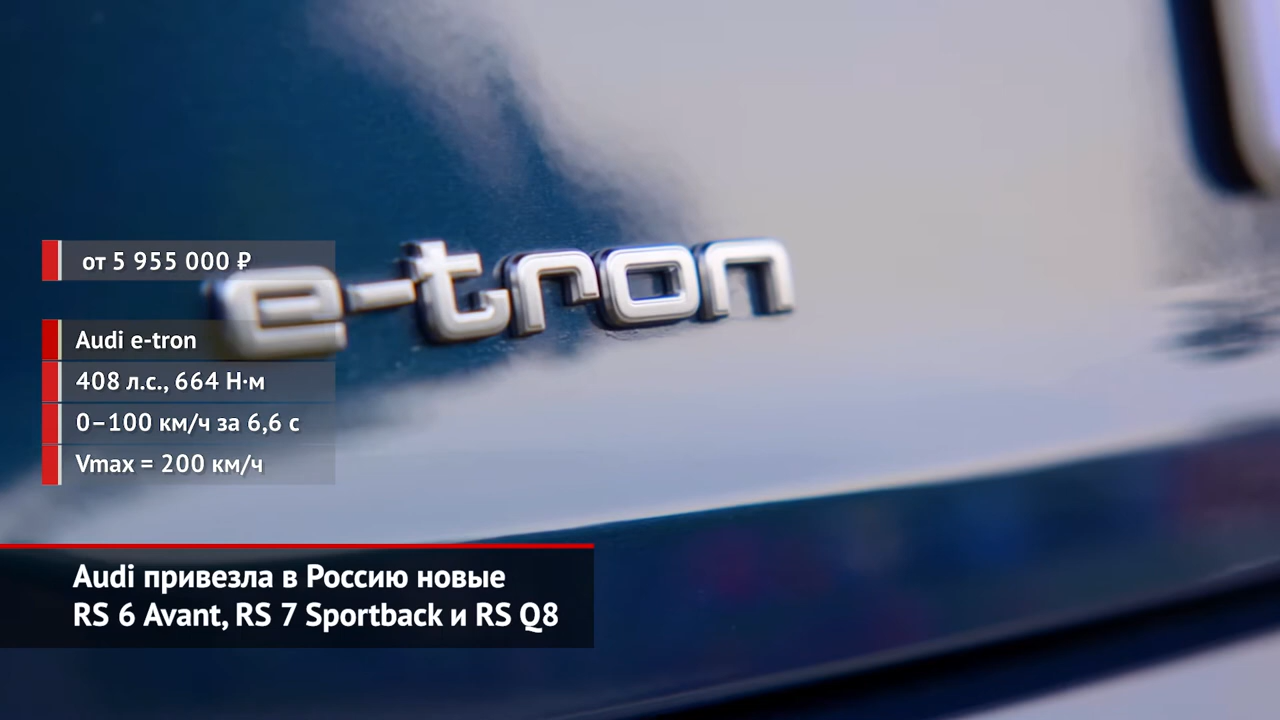 от 5 955 000 ₽
e-tron
Audi e-tron
408 л.с., 664 Н·м
0–100 км/ч за 6,6 с
Vmax = 200 км/ч
Audi привезла в Россию новые
RS 6 Avant, RS 7 Sportback и RS Q8